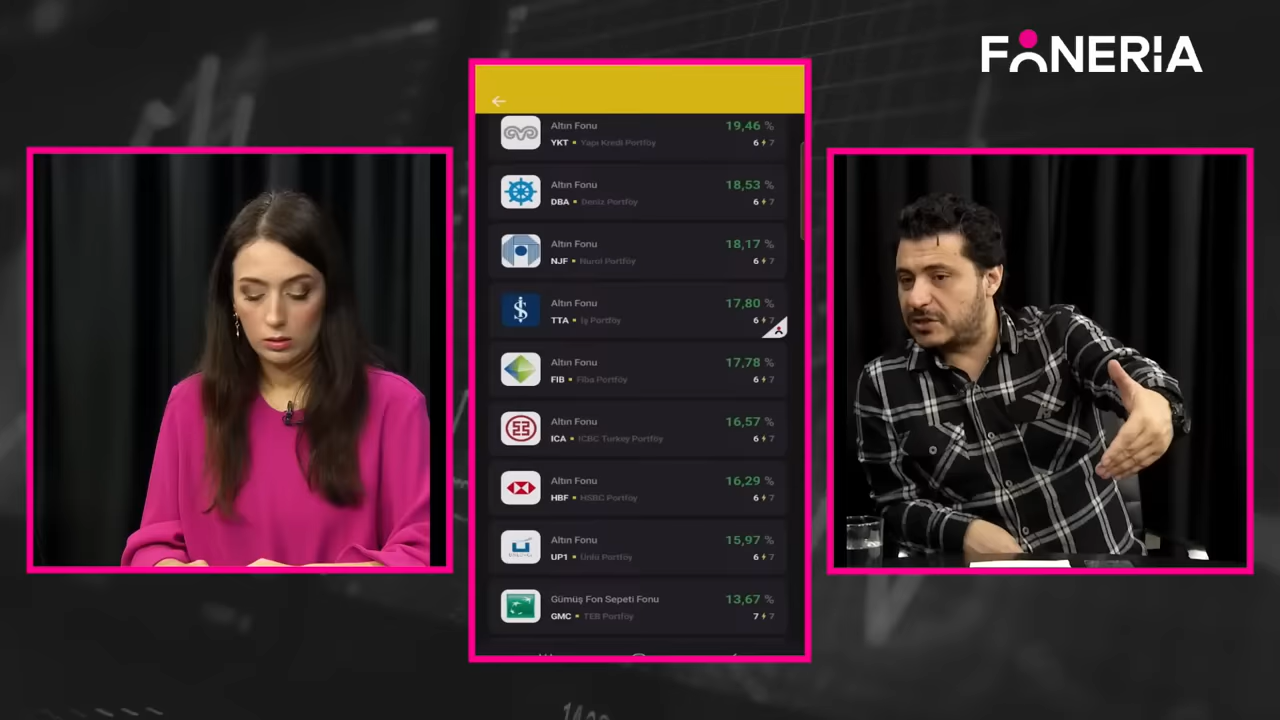 FONERIA
Altın Fonu 19,46 %
YKT • Yapı Kredi Portföy 6 7
Altın Fonu 18,53 %
DBA • Deniz Portföy 6 7
Altın Fonu 18,17 %
NJF • Nurol Portföy 6 7
Altın Fonu 17,80 %
TTA • İş Portföy 6 7
Altın Fonu 17,78 %
FIB • Fiba Portföy 6 7
Altın Fonu 16,57 %
ICA • ICBC Turkey Portföy 6 7
Altın Fonu 16,29 %
HBF • HSBC Portföy 6 7
Altın Fonu 15,97 %
UP1 • Ünlü Portföy 6 7
Gümüş Fon Sepeti Fonu 13,67 %
GMC • TEB Portföy 7 7